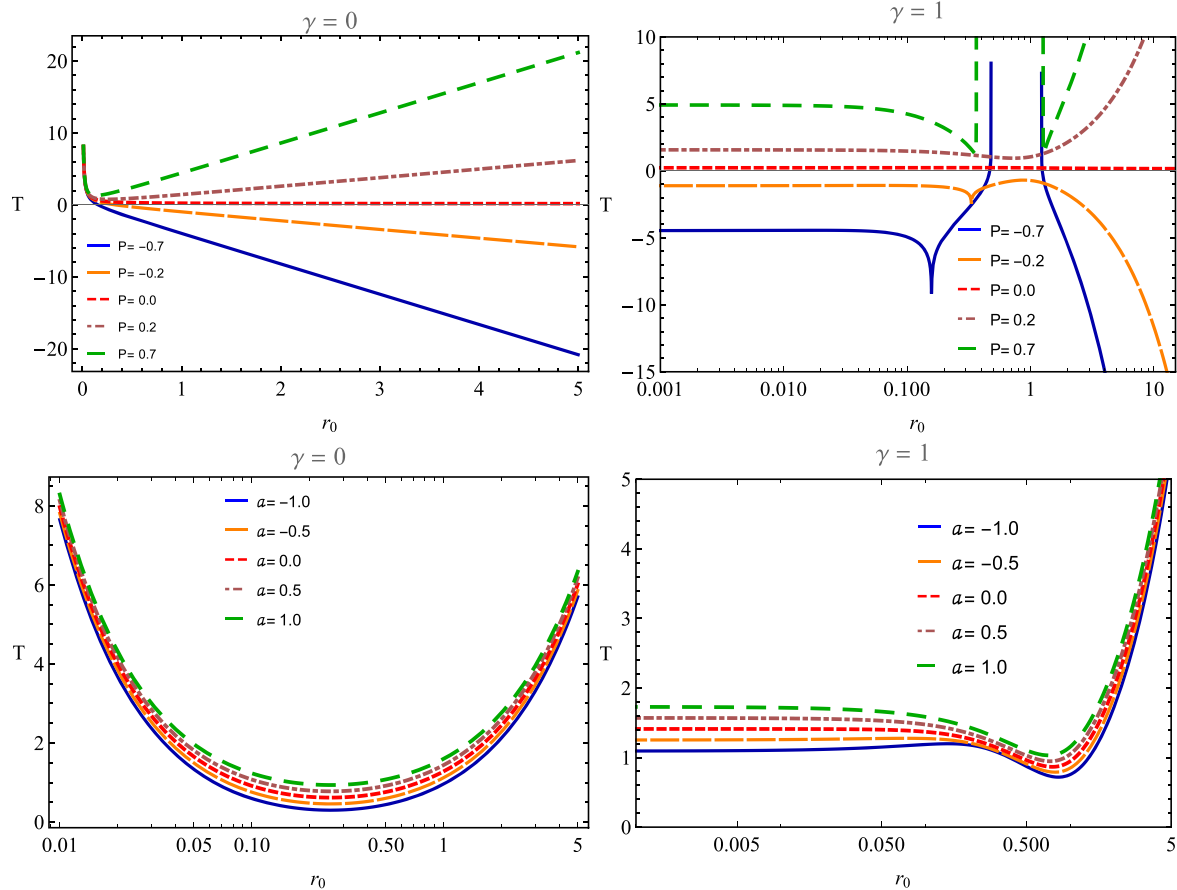 γ = 0
20
10
T 0
−10
−20
P= −0.7
P= −0.2
P= 0.0
P= 0.2
P= 0.7
0 1 2 3 4 5
r0
γ = 1
10
5
0
T
−5
−10
−15
P= −0.7
P= −0.2
P= 0.0
P= 0.2
P= 0.7
0.001 0.010 0.100 1 10
r0
γ = 0
8
6
T
4
2
0
a= −1.0
a= −0.5
a= 0.0
a= 0.5
a= 1.0
0.01 0.05 0.10 0.50 1 5
r0
γ = 1
5
4
3
T
2
1
0
a= −1.0
a= −0.5
a= 0.0
a= 0.5
a= 1.0
0.005 0.050 0.500 5
r0